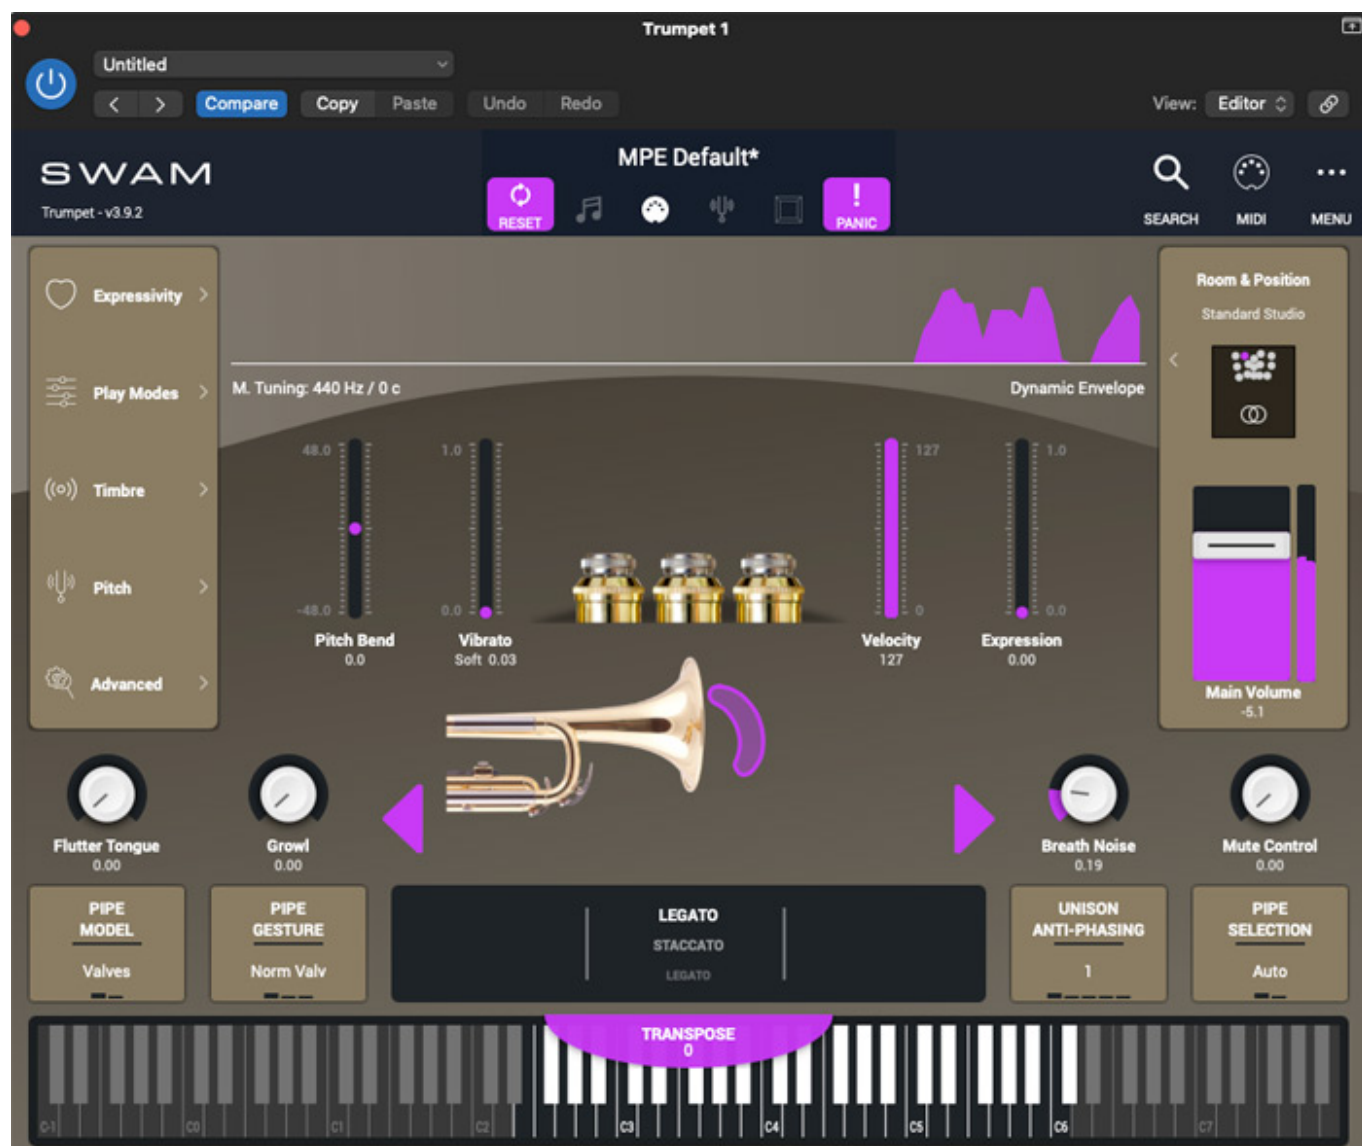 Trumpet 1
Untitled
Compare
Copy
Paste
Undo
Redo
View:
Editor
SWAM
Trumpet - v3.9.2
MPE Default*
RESET
!
PANIC
SEARCH
MIDI
MENU
Expressivity
Play Modes
Timbre
Pitch
Advanced
M. Tuning: 440 Hz / 0 c
Dynamic Envelope
Room & Position
Standard Studio
48.0
-48.0
Pitch Bend
0.0
1.0
0.0
Vibrato
Soft 0.03
127
0
Velocity
127
1.0
0.0
Expression
0.00
Main Volume
-5.1
Flutter Tongue
0.00
Growl
0.00
Breath Noise
0.19
Mute Control
0.00
PIPE
MODEL
Valves
PIPE
GESTURE
Norm Valv
LEGATO
STACCATO
LEGATO
UNISON
ANTI-PHASING
1
PIPE
SELECTION
Auto
TRANSPOSE
0
C-1
C0
C1
C2
C3
C4
C5
C6
C7